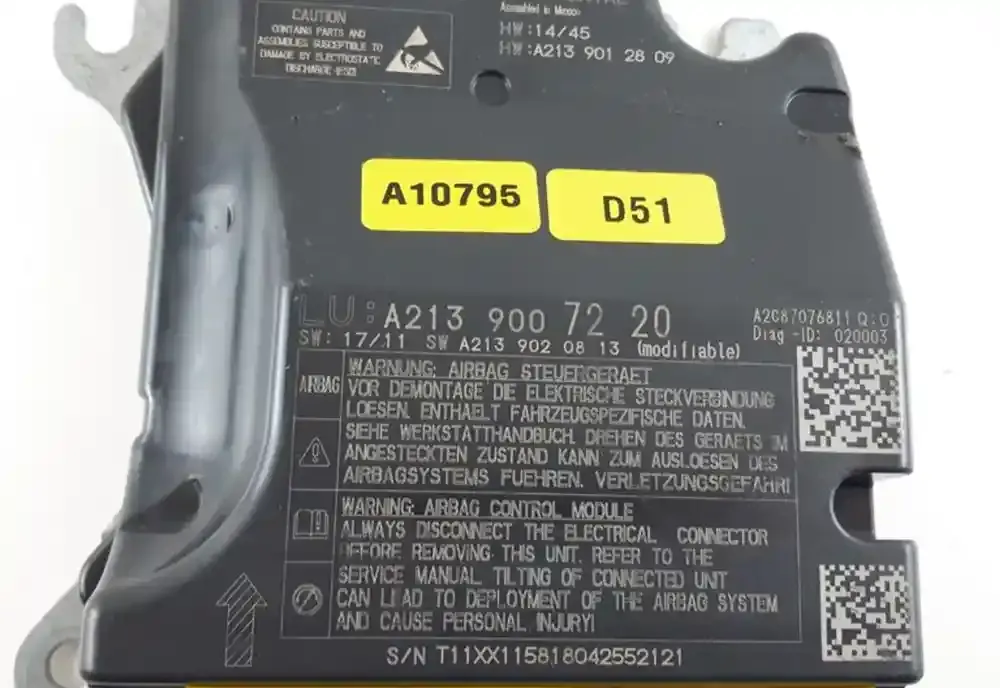 CAUTION
CONTAINS PARTS AND
ASSEMBLIES SUSCEPTIBLE TO
DAMAGE BY ELECTROSTATIC
DISCHARGE (ESD)
Assembled in Mexico
HW:14/45
HW:A213 901 28 09
A10795
D51
LU:A213 900 72 20
SW: 17/11 SW A213 902 08 13 (modifiable)
A2C87076811 Q:0
Diag -ID: 020003
AIRBAG
WARNUNG: AIRBAG STEUERGERAET
VOR DEMONTAGE DIE ELEKTRISCHE STECKVERBINDUNG
LOESEN. ENTHAELT FAHRZEUGSPEZIFISCHE DATEN.
SIEHE WERKSTATTHANDBUCH. DREHEN DES GERAETS IM
ANGESTECKTEN ZUSTAND KANN ZUM AUSLOESEN DES
AIRBAGSYSTEMS FUEHREN. VERLETZUNGSGEFAHR!
WARNING: AIRBAG CONTROL MODULE
ALWAYS DISCONNECT THE ELECTRICAL CONNECTOR
BEFORE REMOVING THIS UNIT. REFER TO THE
SERVICE MANUAL TILTING OF CONNECTED UNIT
CAN LEAD TO DEPLOYMENT OF THE AIRBAG SYSTEM
AND CAUSE PERSONAL INJURY!
S/N T11XX115818042552121